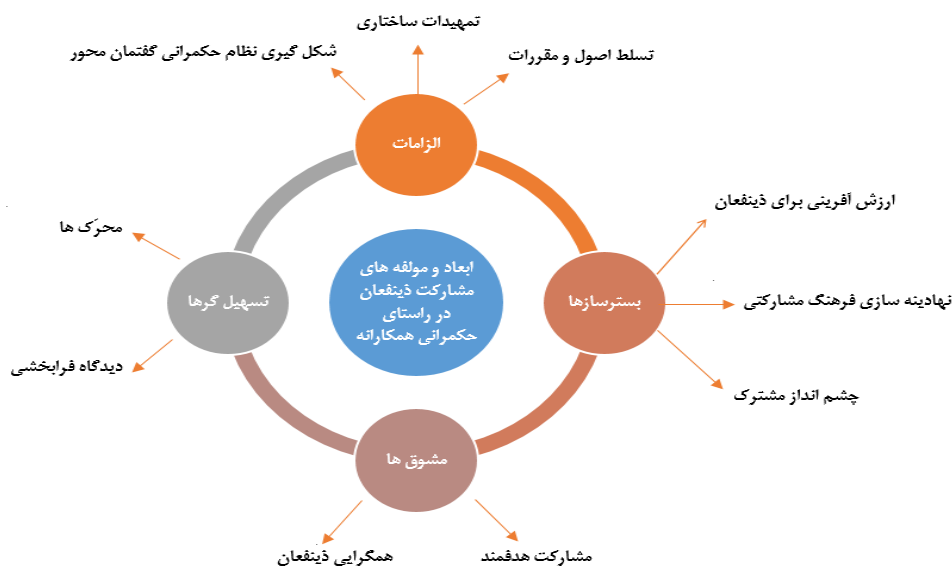 تمهیدات ساختاری
تسلط اصول و مقررات
شکل گیری نظام حکمرانی گفتمان محور
الزامات
ارزش آفرینی برای ذینفعان
محرّک ها
ابعاد و مولفه های
مشارکت ذینفعان
در راستای
حکمرانی همکارانه
بسترسازها
نهادینه سازی فرهنگ مشارکتی
تسهیل گرها
دیدگاه فرابخشی
چشم انداز مشترک
مشوق ها
مشارکت هدفمند
همگرایی ذینفعان